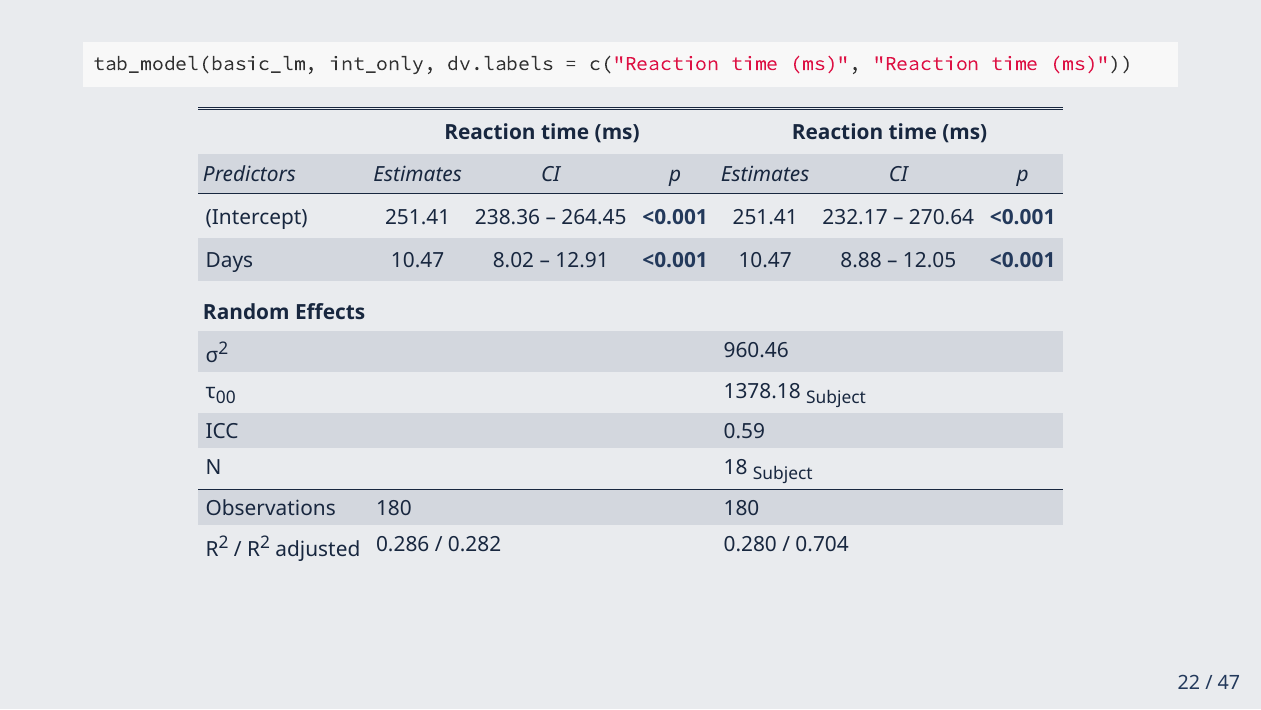 tab_model(basic_lm, int_only, dv.labels = c("Reaction time (ms)", "Reaction time (ms)"))
Reaction time (ms) Reaction time (ms)
Predictors Estimates CI p Estimates CI p
(Intercept) 251.41 238.36 – 264.45 <0.001 251.41 232.17 – 270.64 <0.001
Days 10.47 8.02 – 12.91 <0.001 10.47 8.88 – 12.05 <0.001
Random Effects
σ2 960.46
τ00 1378.18 Subject
ICC 0.59
N 18 Subject
Observations 180 180
R2 / R2 adjusted 0.286 / 0.282 0.280 / 0.704
22 / 47